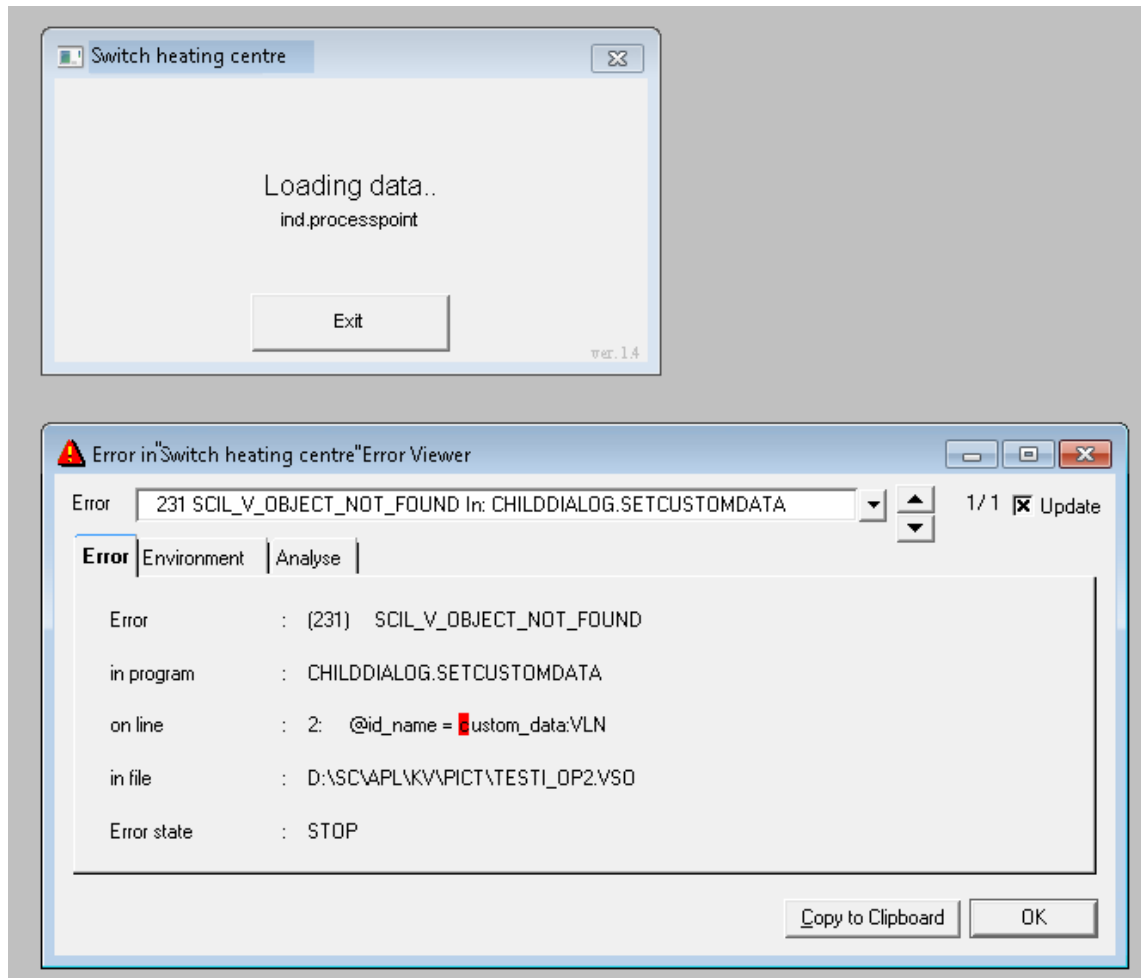 Switch heating centre
Loading data..
ind.processpoint
Exit
ver. 1.4
Error in"Switch heating centre"Error Viewer
Error 231 SCIL_V_OBJECT_NOT_FOUND In: CHILDDIALOG.SETCUSTOMDATA 1/1 Update
Error Environment Analyse
Error : (231) SCIL_V_OBJECT_NOT_FOUND
in program : CHILDDIALOG.SETCUSTOMDATA
on line : 2: @id_name = custom_data:VLN
in file : D:\SC\APL\KV\PICT\TESTI_OP2.VSO
Error state : STOP
Copy to Clipboard OK